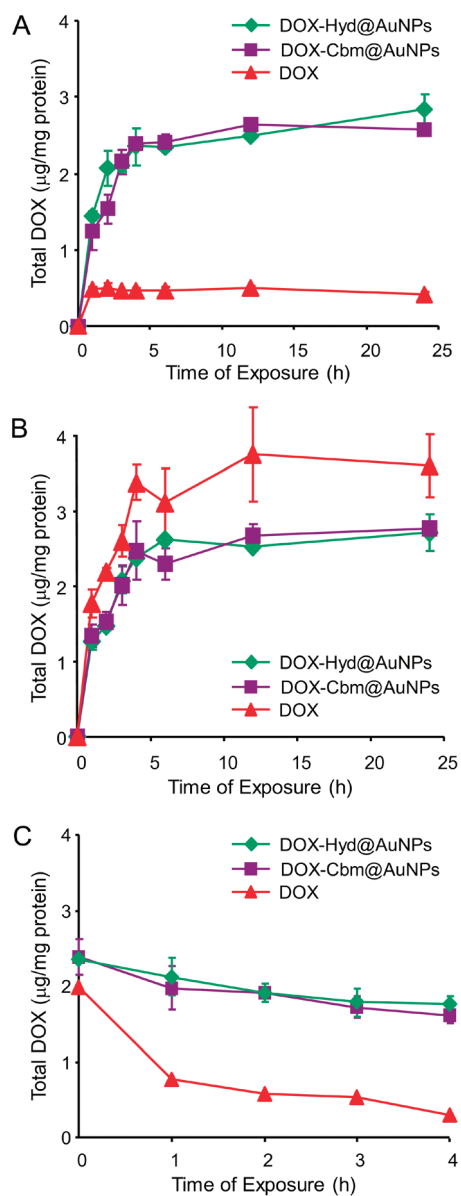 A
DOX-Hyd@AuNPs
DOX-Cbm@AuNPs
DOX
Total DOX (μg/mg protein)
4
3
2
1
0
0 5 10 15 20 25
Time of Exposure (h)
B
Total DOX (μg/mg protein)
4
3
2
1
0
DOX-Hyd@AuNPs
DOX-Cbm@AuNPs
DOX
0 5 10 15 20 25
Time of Exposure (h)
C
DOX-Hyd@AuNPs
DOX-Cbm@AuNPs
DOX
Total DOX (μg/mg protein)
4
3
2
1
0
0 1 2 3 4
Time of Exposure (h)